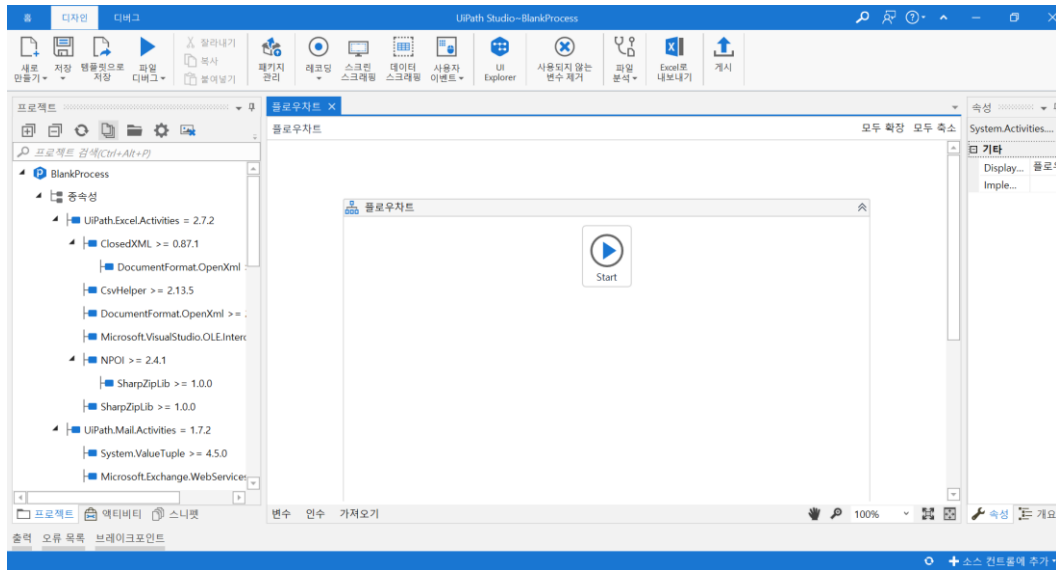 홈 디자인 디버그 UiPath Studio~BlankProcess
새로 만들기 저장 템플릿으로 저장 파일 디버그 잘라내기 복사 붙여넣기 패키지 관리 레코딩 스크린 스크래핑 데이터 스크래핑 사용자 이벤트 UI Explorer 사용되지 않는 변수 제거 파일 분석 Excel로 내보내기 게시
프로젝트
프로젝트 검색(Ctrl+Alt+P)
BlankProcess
종속성
UiPath.Excel.Activities = 2.7.2
ClosedXML >= 0.87.1
DocumentFormat.OpenXml
CsvHelper >= 2.13.5
DocumentFormat.OpenXml >=
Microsoft.VisualStudio.OLE.Interc
NPOI >= 2.4.1
SharpZipLib >= 1.0.0
SharpZipLib >= 1.0.0
UiPath.Mail.Activities = 1.7.2
System.ValueTuple >= 4.5.0
Microsoft.Exchange.WebServices
프로젝트 액티비티 스니펫
플로우차트
플로우차트 모두 확장 모두 축소
플로우차트
Start
변수 인수 가져오기 100%
속성
System.Activities....
기타
Display... 플로우
Imple...
속성 개요
출력 오류 목록 브레이크포인트
소스 컨트롤에 추가